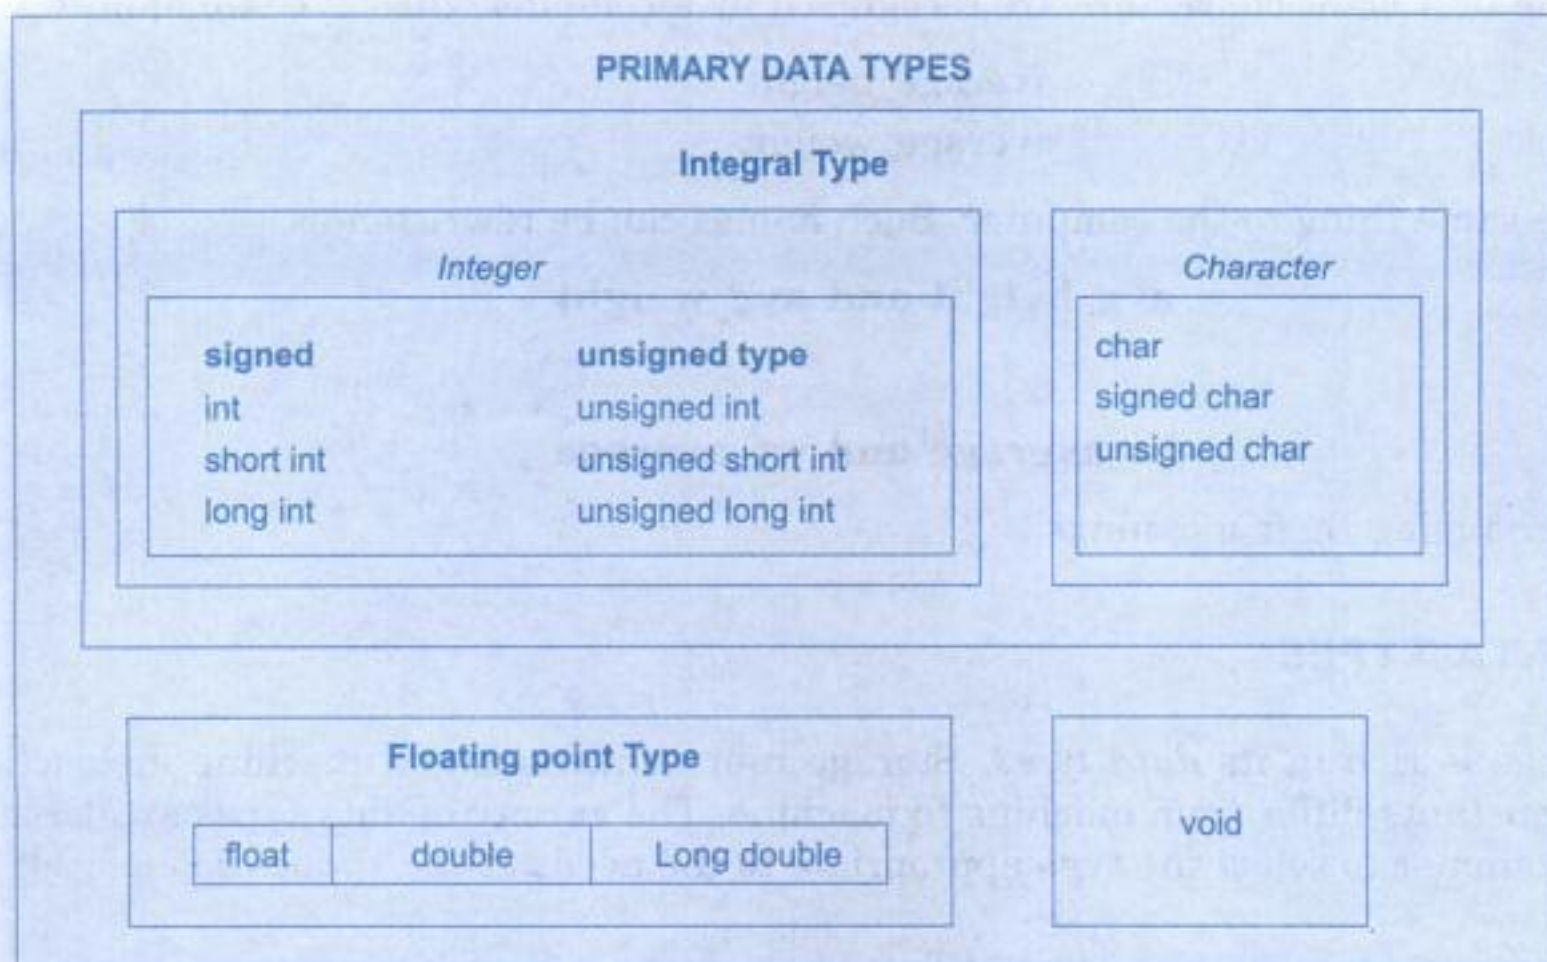 PRIMARY DATA TYPES
Integral Type
Integer
signed unsigned type
int unsigned int
short int unsigned short int
long int unsigned long int
Character
char
signed char
unsigned char
Floating point Type
float double Long double
void